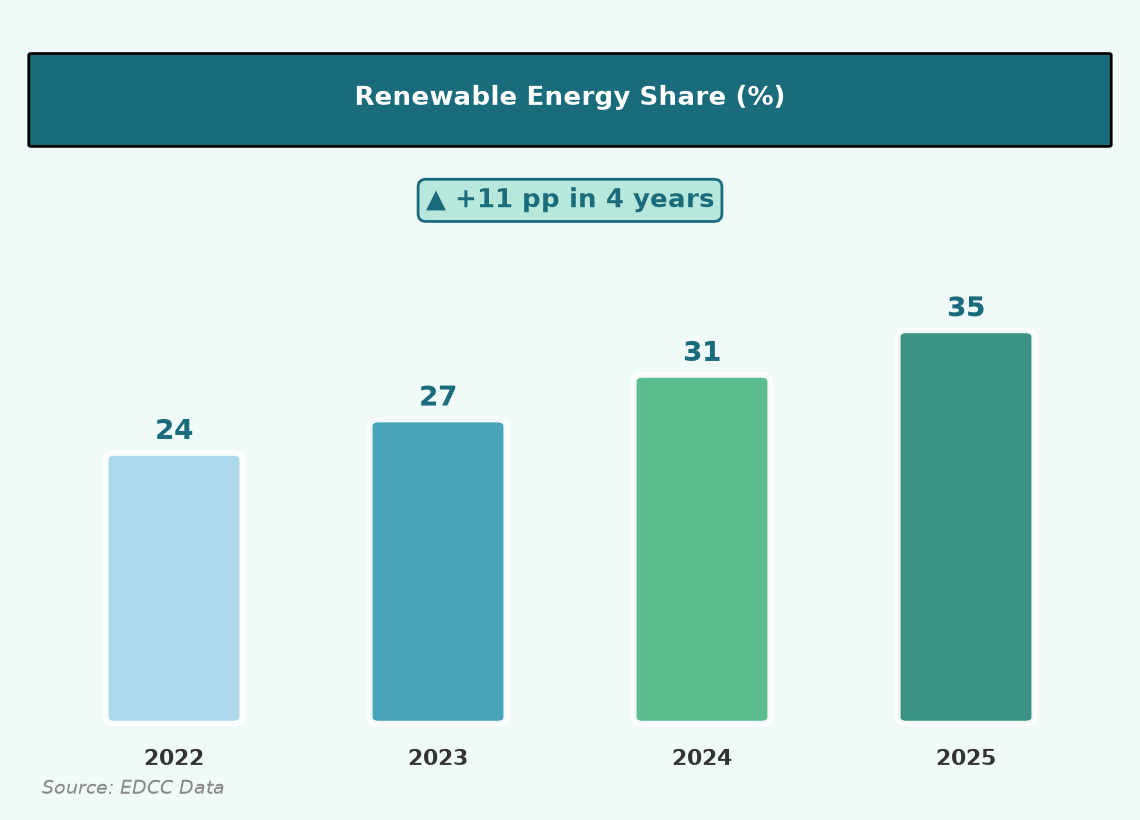 Renewable Energy Share (%)
▲ +11 pp in 4 years
35
31
27
24
2022 2023 2024 2025
Source: EDCC Data